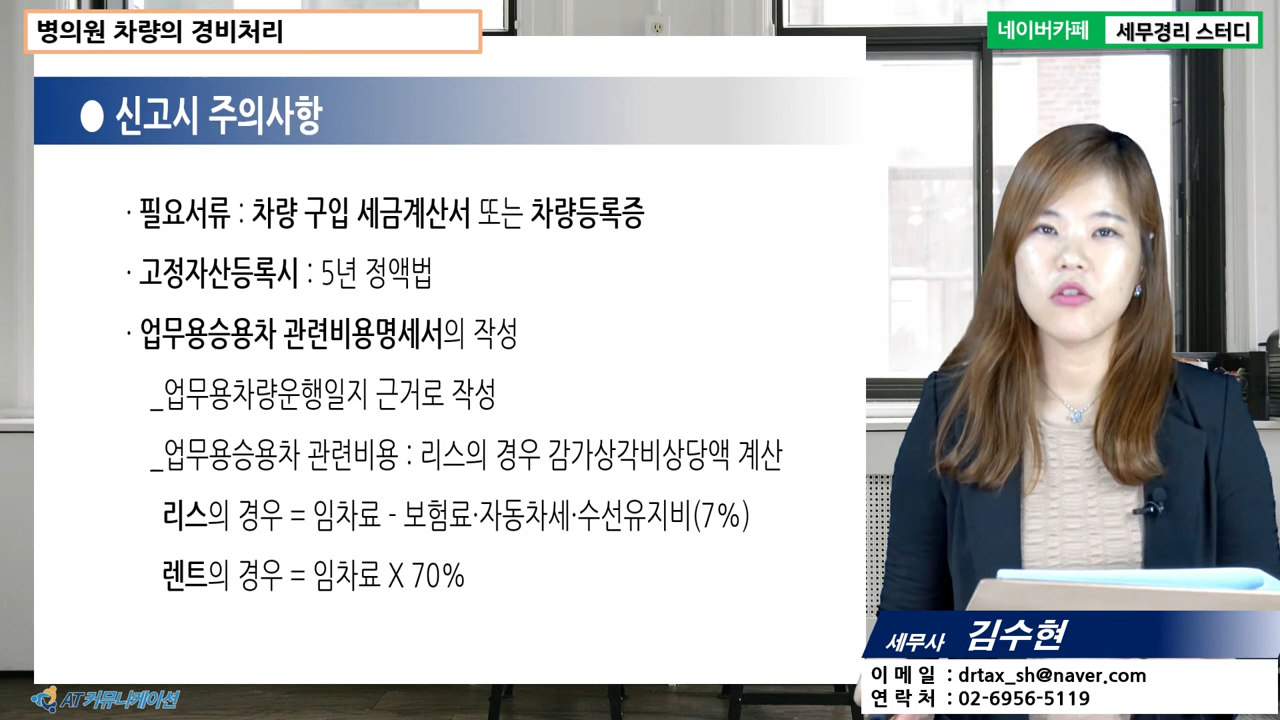 병의원 차량의 경비처리
네이버카페 세무경리 스터디
● 신고시 주의사항
· 필요서류 : 차량 구입 세금계산서 또는 차량등록증
· 고정자산등록시 : 5년 정액법
· 업무용승용차 관련비용명세서의 작성
_업무용차량운행일지 근거로 작성
_업무용승용차 관련비용 : 리스의 경우 감가상각비상당액 계산
리스의 경우 = 임차료 - 보험료·자동차세·수선유지비(7%)
렌트의 경우 = 임차료 X 70%
세무사 김수현
이 메 일 : drtax_sh@naver.com
연 락 처 : 02-6956-5119
AT커뮤니케이션